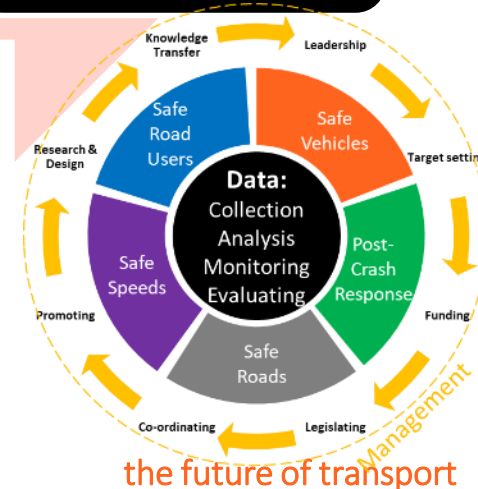 Knowledge
Transfer
Leadership
Safe
Road
Users
Safe
Vehicles
Research &
Design
Target settin
Data:
Collection
Analysis
Monitoring
Evaluating
Safe
Speeds
Post-
Crash
Response
Promoting
Funding
Safe
Roads
Co-ordinating
Legislating
Management
the future of transport